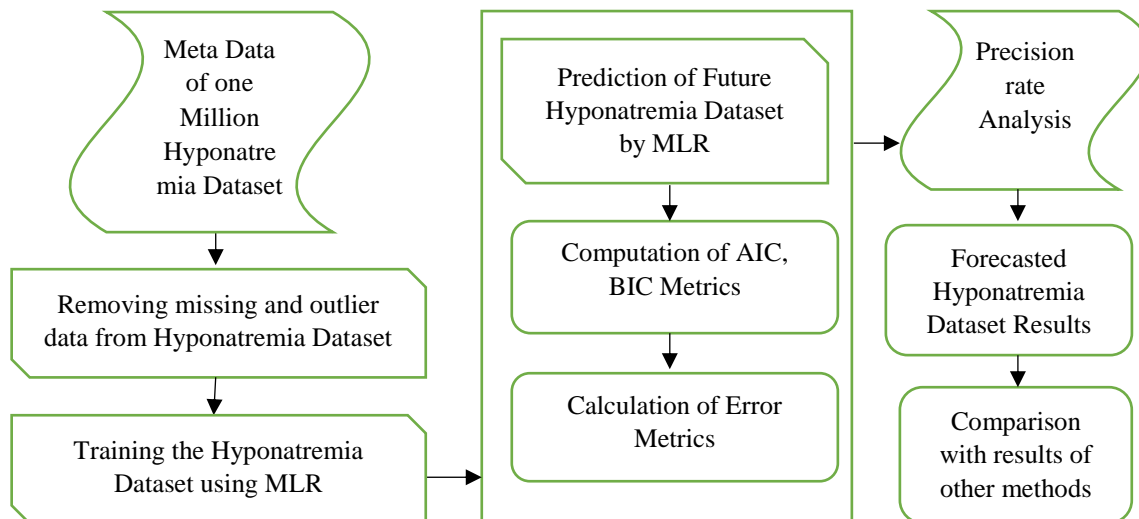 Meta Data
of one
Million
Hyponatre
mia Dataset
Removing missing and outlier
data from Hyponatremia Dataset
Training the Hyponatremia
Dataset using MLR
Prediction of Future
Hyponatremia Dataset
by MLR
Computation of AIC,
BIC Metrics
Calculation of Error
Metrics
Precision
rate
Analysis
Forecasted
Hyponatremia
Dataset Results
Comparison
with results of
other methods